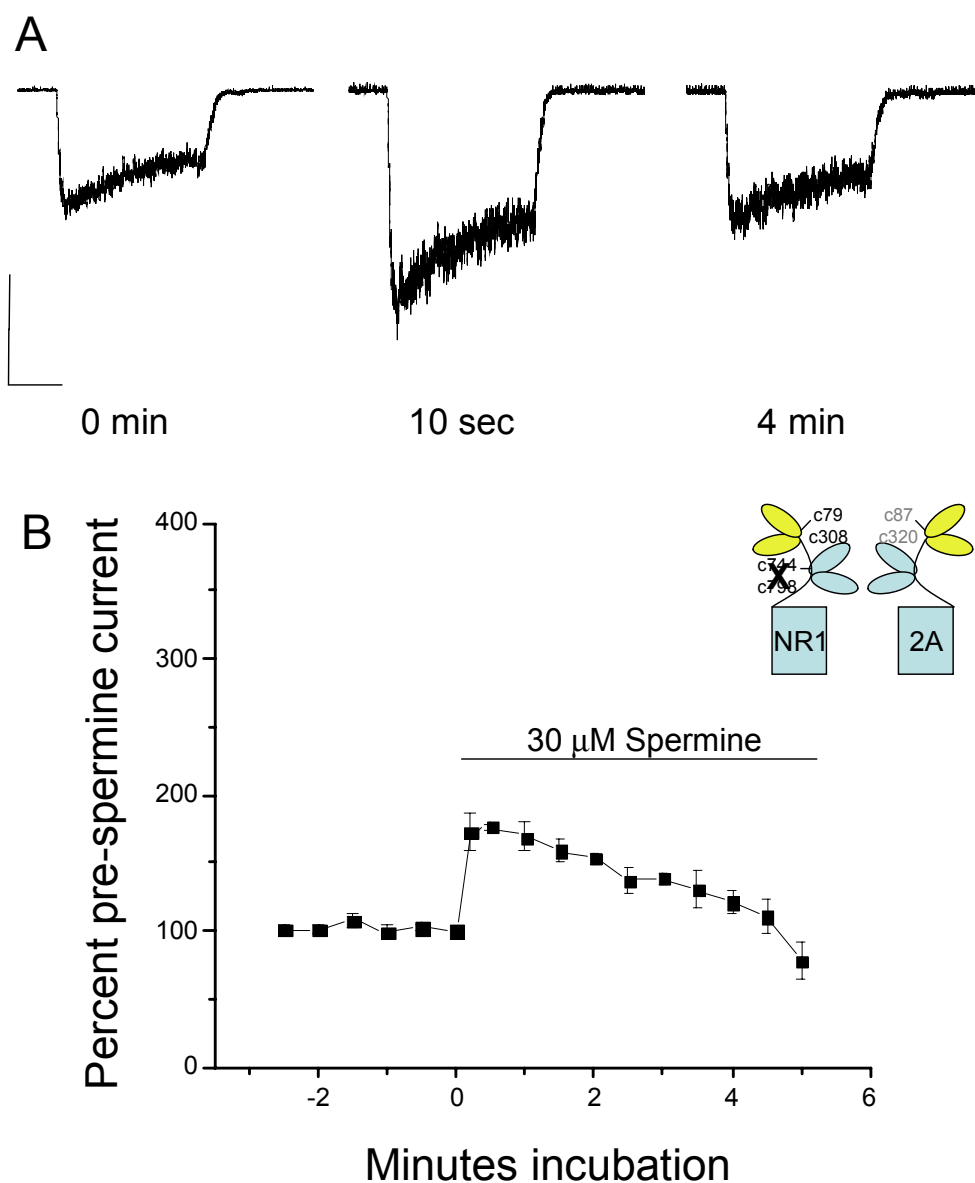 A
0 min
10 sec
4 min
B
Percent pre-spermine current
400
300
200
100
0
-2
0
2
4
6
Minutes incubation
30 μM Spermine
c79
c308
c744
c798
X
NR1
c87
c320
2A